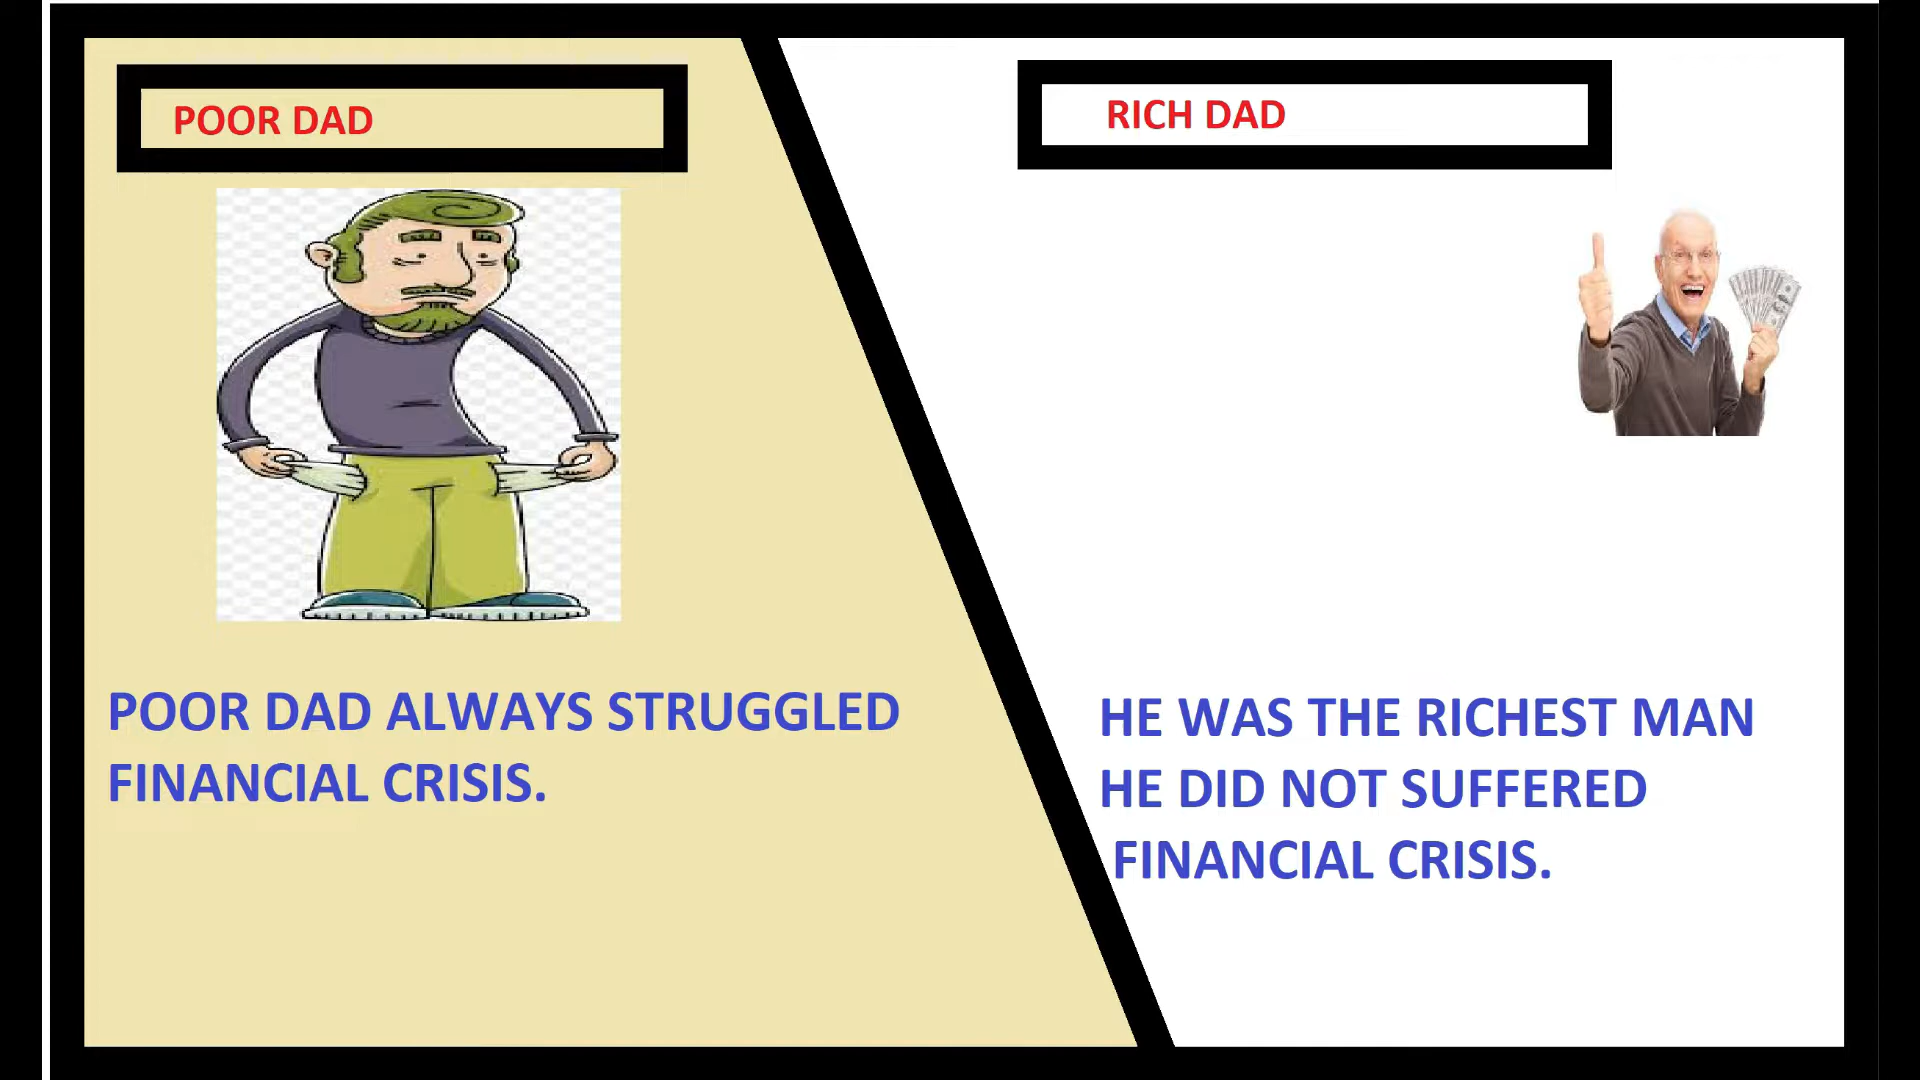 POOR DAD
POOR DAD ALWAYS STRUGGLED
FINANCIAL CRISIS.
RICH DAD
HE WAS THE RICHEST MAN
HE DID NOT SUFFERED
FINANCIAL CRISIS.